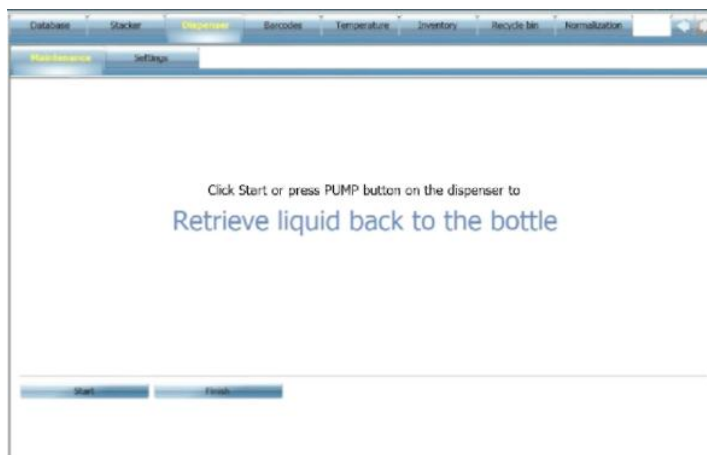 Database Stacker Dispenser Barcodes Temperature Inventory Recycle bin Normalization
Maintenance Settings
Click Start or press PUMP button on the dispenser to
Retrieve liquid back to the bottle
Start Finish